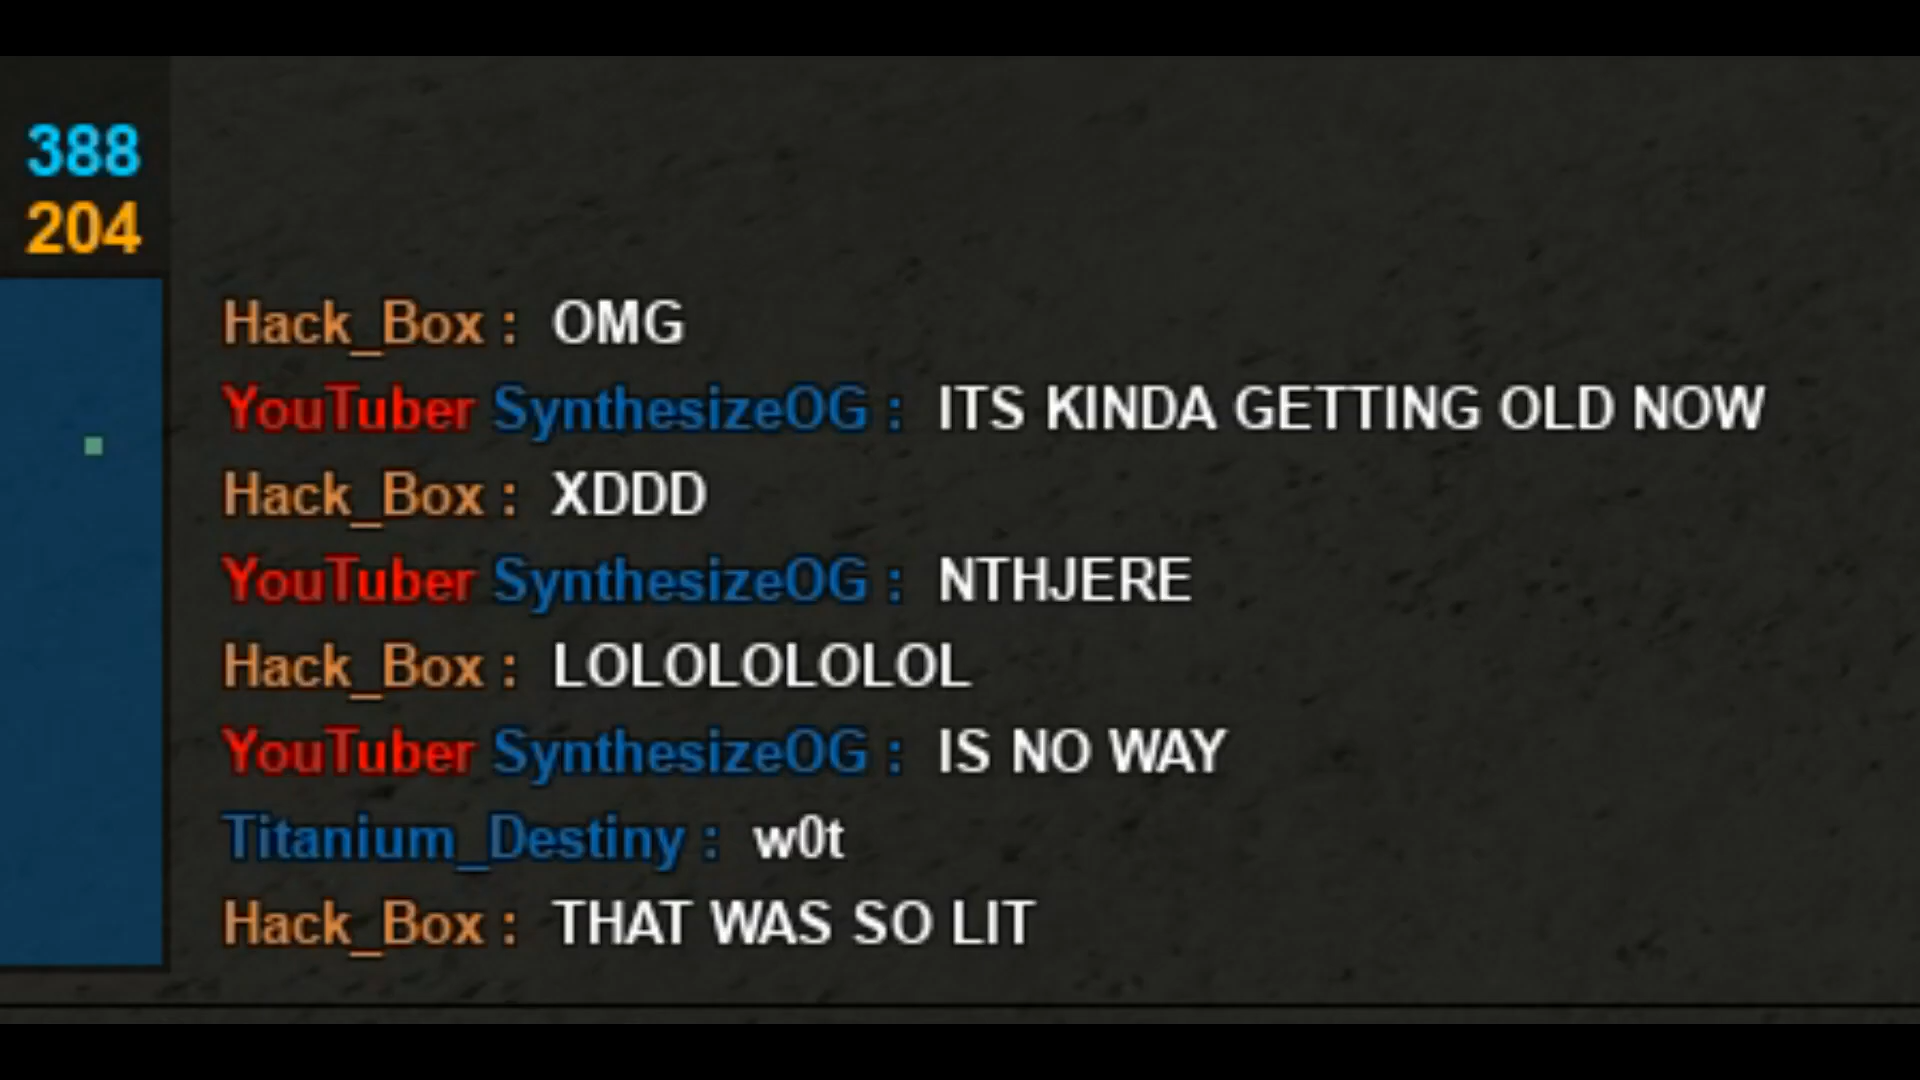 388
204
Hack_Box : OMG
YouTuber SynthesizeOG : ITS KINDA GETTING OLD NOW
Hack_Box : XDDD
YouTuber SynthesizeOG : NTHJERE
Hack_Box : LOLOLOLOLOL
YouTuber SynthesizeOG : IS NO WAY
Titanium_Destiny : w0t
Hack_Box : THAT WAS SO LIT